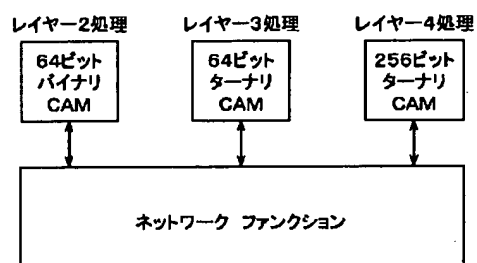 レイヤー2処理
レイヤー3処理
レイヤー4処理
64ビット
バイナリ
CAM
64ビット
ターナリ
CAM
256ビット
ターナリ
CAM
ネットワーク ファンクション